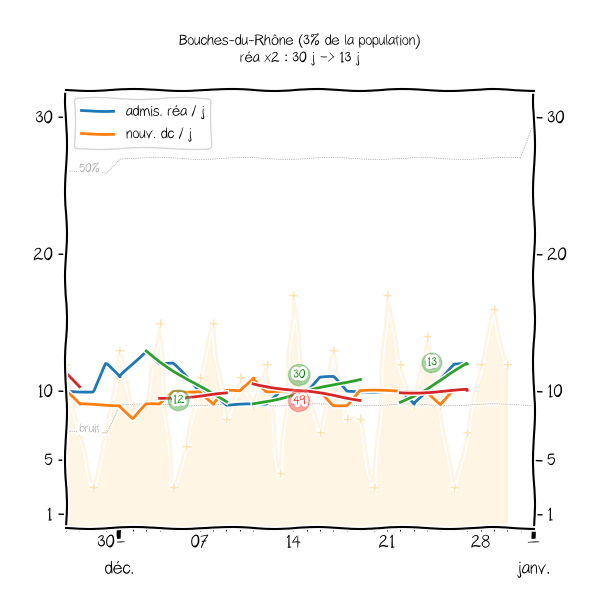 Bouches-du-Rhône (3% de la population)
réa x2 : 30 j -> 13 j
admis. réa / j
nouv. dc / j
30
30
50%
20
20
13
30
12
49
10
10
bruit
5
5
1
1
30 07 14 21 28
déc. janv.